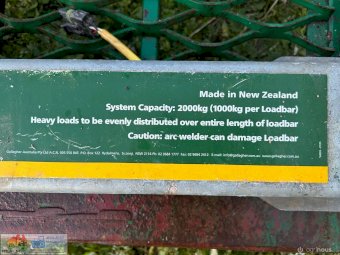 Made in New Zealand
System Capacity: 2000kg (1000kg per Loadbar)
Heavy loads to be evenly distributed over entire length of loadbar
Caution: arc welder can damage Loadbar